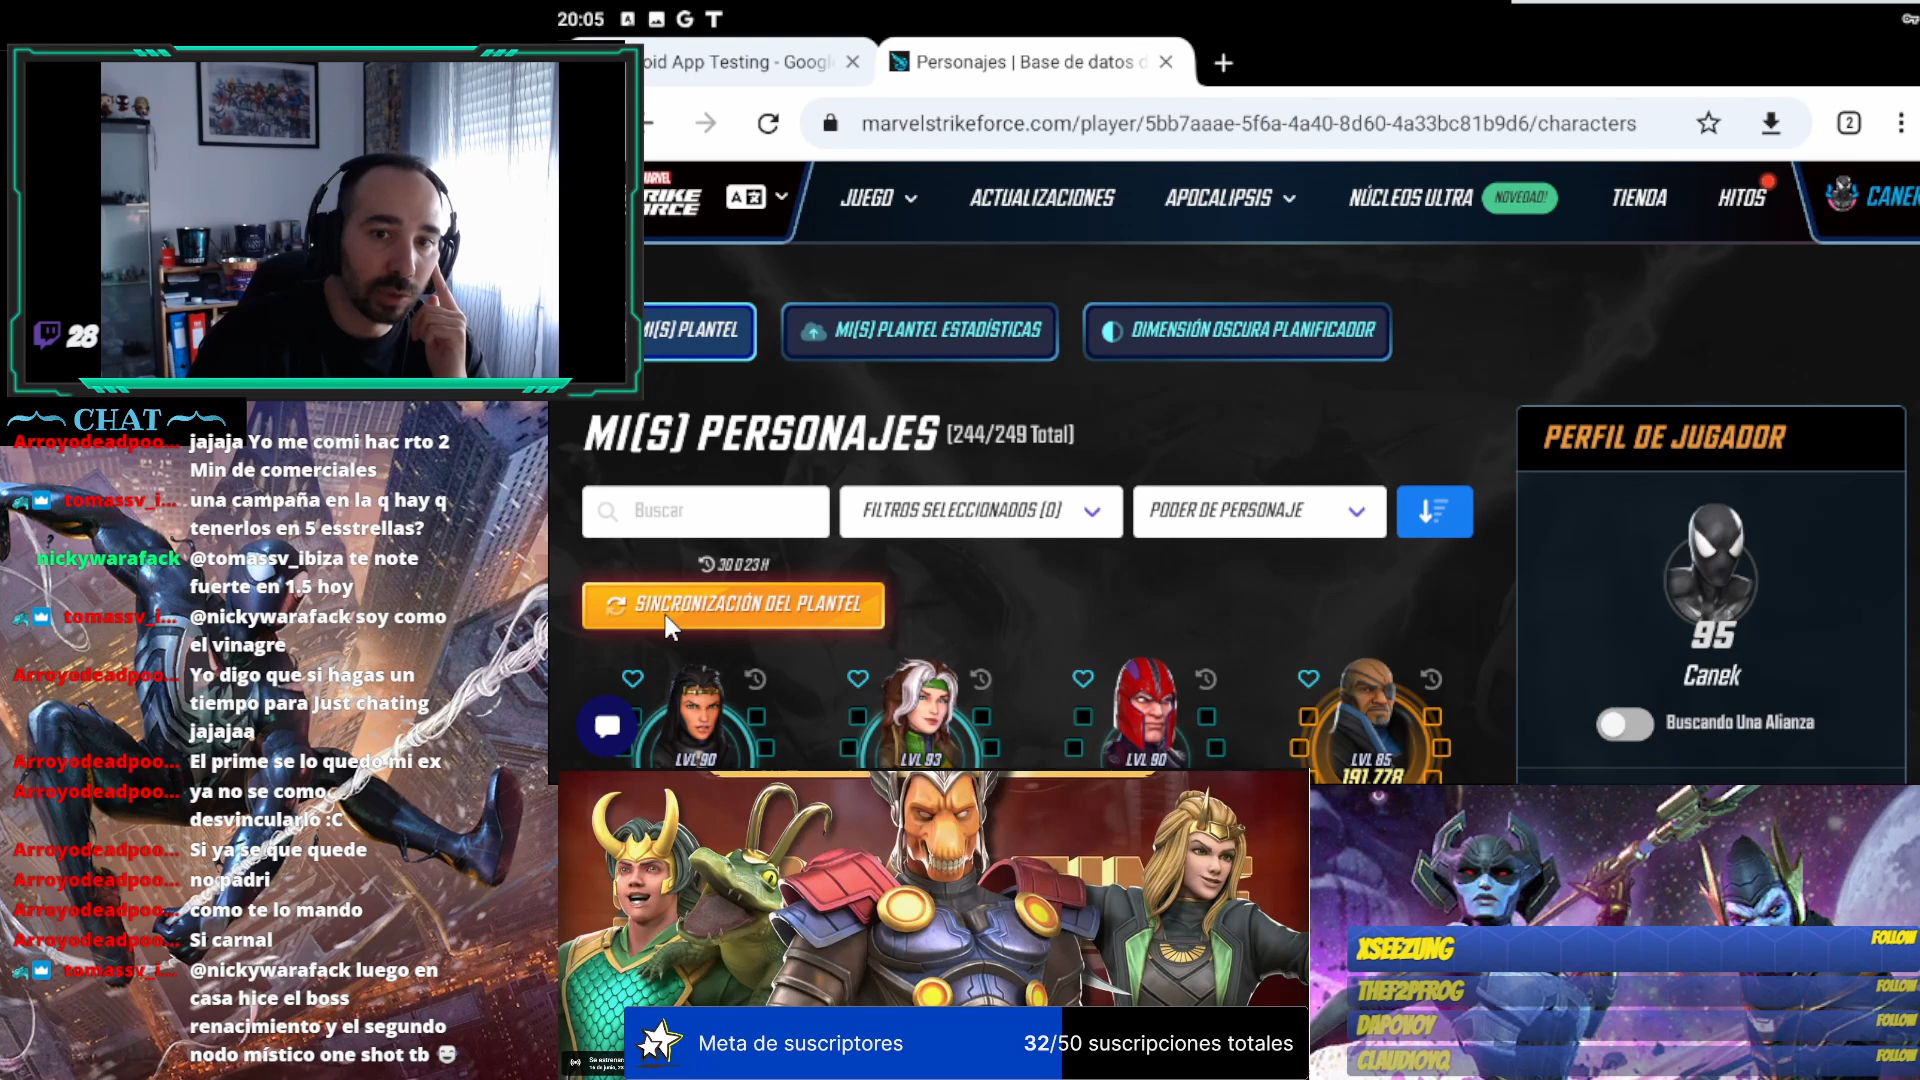 20:05
oid App Testing - Googl
Personajes | Base de datos d
marvelstrikeforce.com/player/5bb7aaae-5f6a-4a40-8d60-4a33bc81b9d6/characters
2
MARVEL
RIKE
ORCE
JUEGO
ACTUALIZACIONES
APOCALIPSIS
NÚCLEOS ULTRA
NOVEDAD!
TIENDA
HITOS
CANEK
28
MI(S) PLANTEL
MI(S) PLANTEL ESTADÍSTICAS
DIMENSIÓN OSCURA PLANIFICADOR
MI(S) PERSONAJES (244/249 Total)
Buscar
FILTROS SELECCIONADOS (0)
PODER DE PERSONAJE
30 D 23 H
SINCRONIZACIÓN DEL PLANTEL
LVL 90
LVL 93
LVL 90
LVL 85
191.778
PERFIL DE JUGADOR
95
Canek
Buscando Una Alianza
CHAT
Arroyodeadpoo... jajaja Yo me comi hac rto 2
Min de comerciales
tomassv_i... una campaña en la q hay q
tenerlos en 5 esstrellas?
nickywarafack @tomassv_ibiza te note
fuerte en 1.5 hoy
tomassv_i... @nickywarafack soy como
el vinagre
Arroyodeadpoo... Yo digo que si hagas un
tiempo para Just chating
jajajaa
Arroyodeadpoo... El prime se lo quedo mi ex
Arroyodeadpoo... ya no se como
desvincularlo :C
Arroyodeadpoo... Si ya se que quede
Arroyodeadpoo... no padri
Arroyodeadpoo... como te lo mando
Arroyodeadpoo... Si carnal
tomassv_i... @nickywarafack luego en
casa hice el boss
renacimiento y el segundo
nodo místico one shot tb
Meta de suscriptores
32/50 suscripciones totales
XSEEZUNG FOLLOW
THEF2PFROG FOLLOW
DAPOVOY FOLLOW
CLAUDIOYQ FOLLOW